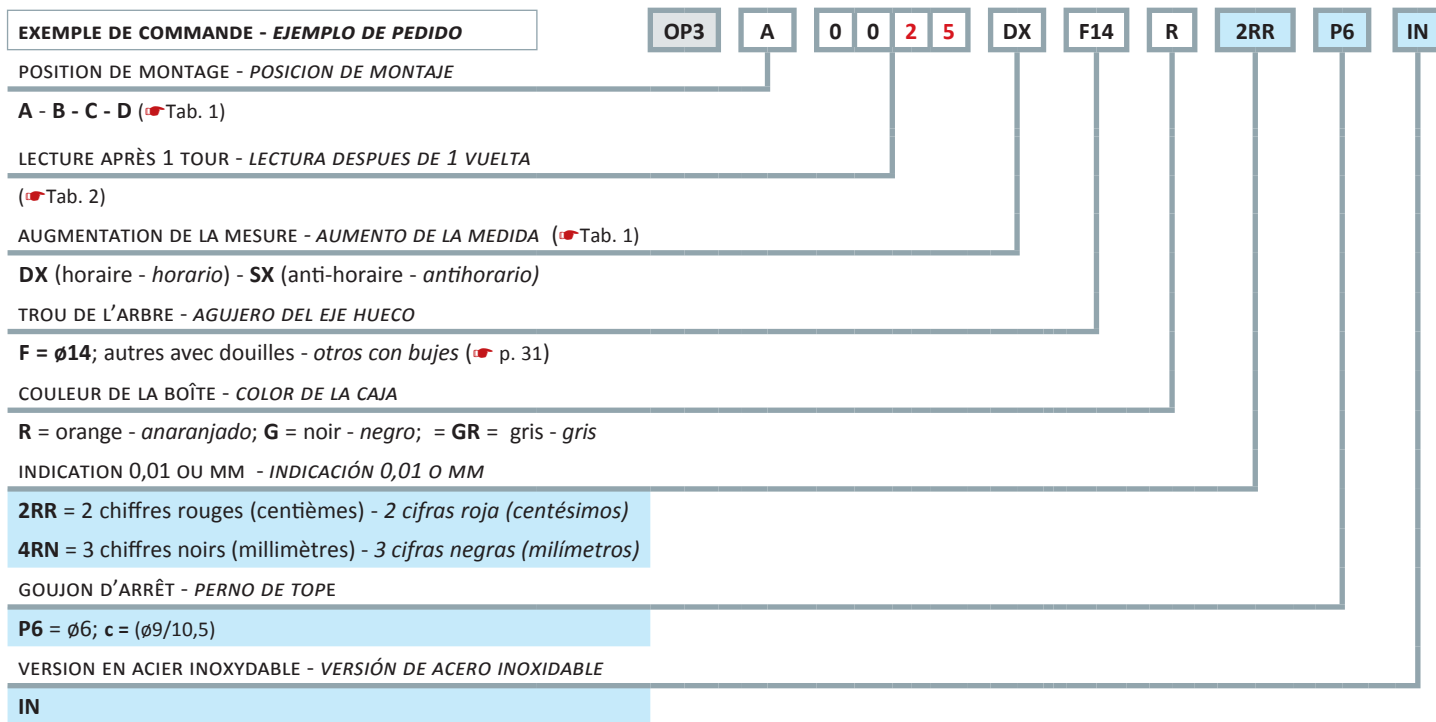 EXEMPLE DE COMMANDE - EJEMPLO DE PEDIDO OP3 A 0 0 2 5 DX F14 R 2RR P6 IN
POSITION DE MONTAGE - POSICION DE MONTAJE
A - B - C - D (☛Tab. 1)
LECTURE APRÈS 1 TOUR - LECTURA DESPUES DE 1 VUELTA
(☛Tab. 2)
AUGMENTATION DE LA MESURE - AUMENTO DE LA MEDIDA (☛Tab. 1)
DX (horaire - horario) - SX (anti-horaire - antihorario)
TROU DE L'ARBRE - AGUJERO DEL EJE HUECO
F = ø14; autres avec douilles - otros con bujes (☛ p. 31)
COULEUR DE LA BOÎTE - COLOR DE LA CAJA
R = orange - anaranjado; G = noir - negro; = GR = gris - gris
INDICATION 0,01 OU MM - INDICACIÓN 0,01 O MM
2RR = 2 chiffres rouges (centièmes) - 2 cifras roja (centésimos)
4RN = 3 chiffres noirs (millimètres) - 3 cifras negras (milímetros)
GOUJON D'ARRÊT - PERNO DE TOPE
P6 = ø6; c = (ø9/10,5)
VERSION EN ACIER INOXYDABLE - VERSIÓN DE ACERO INOXIDABLE
IN